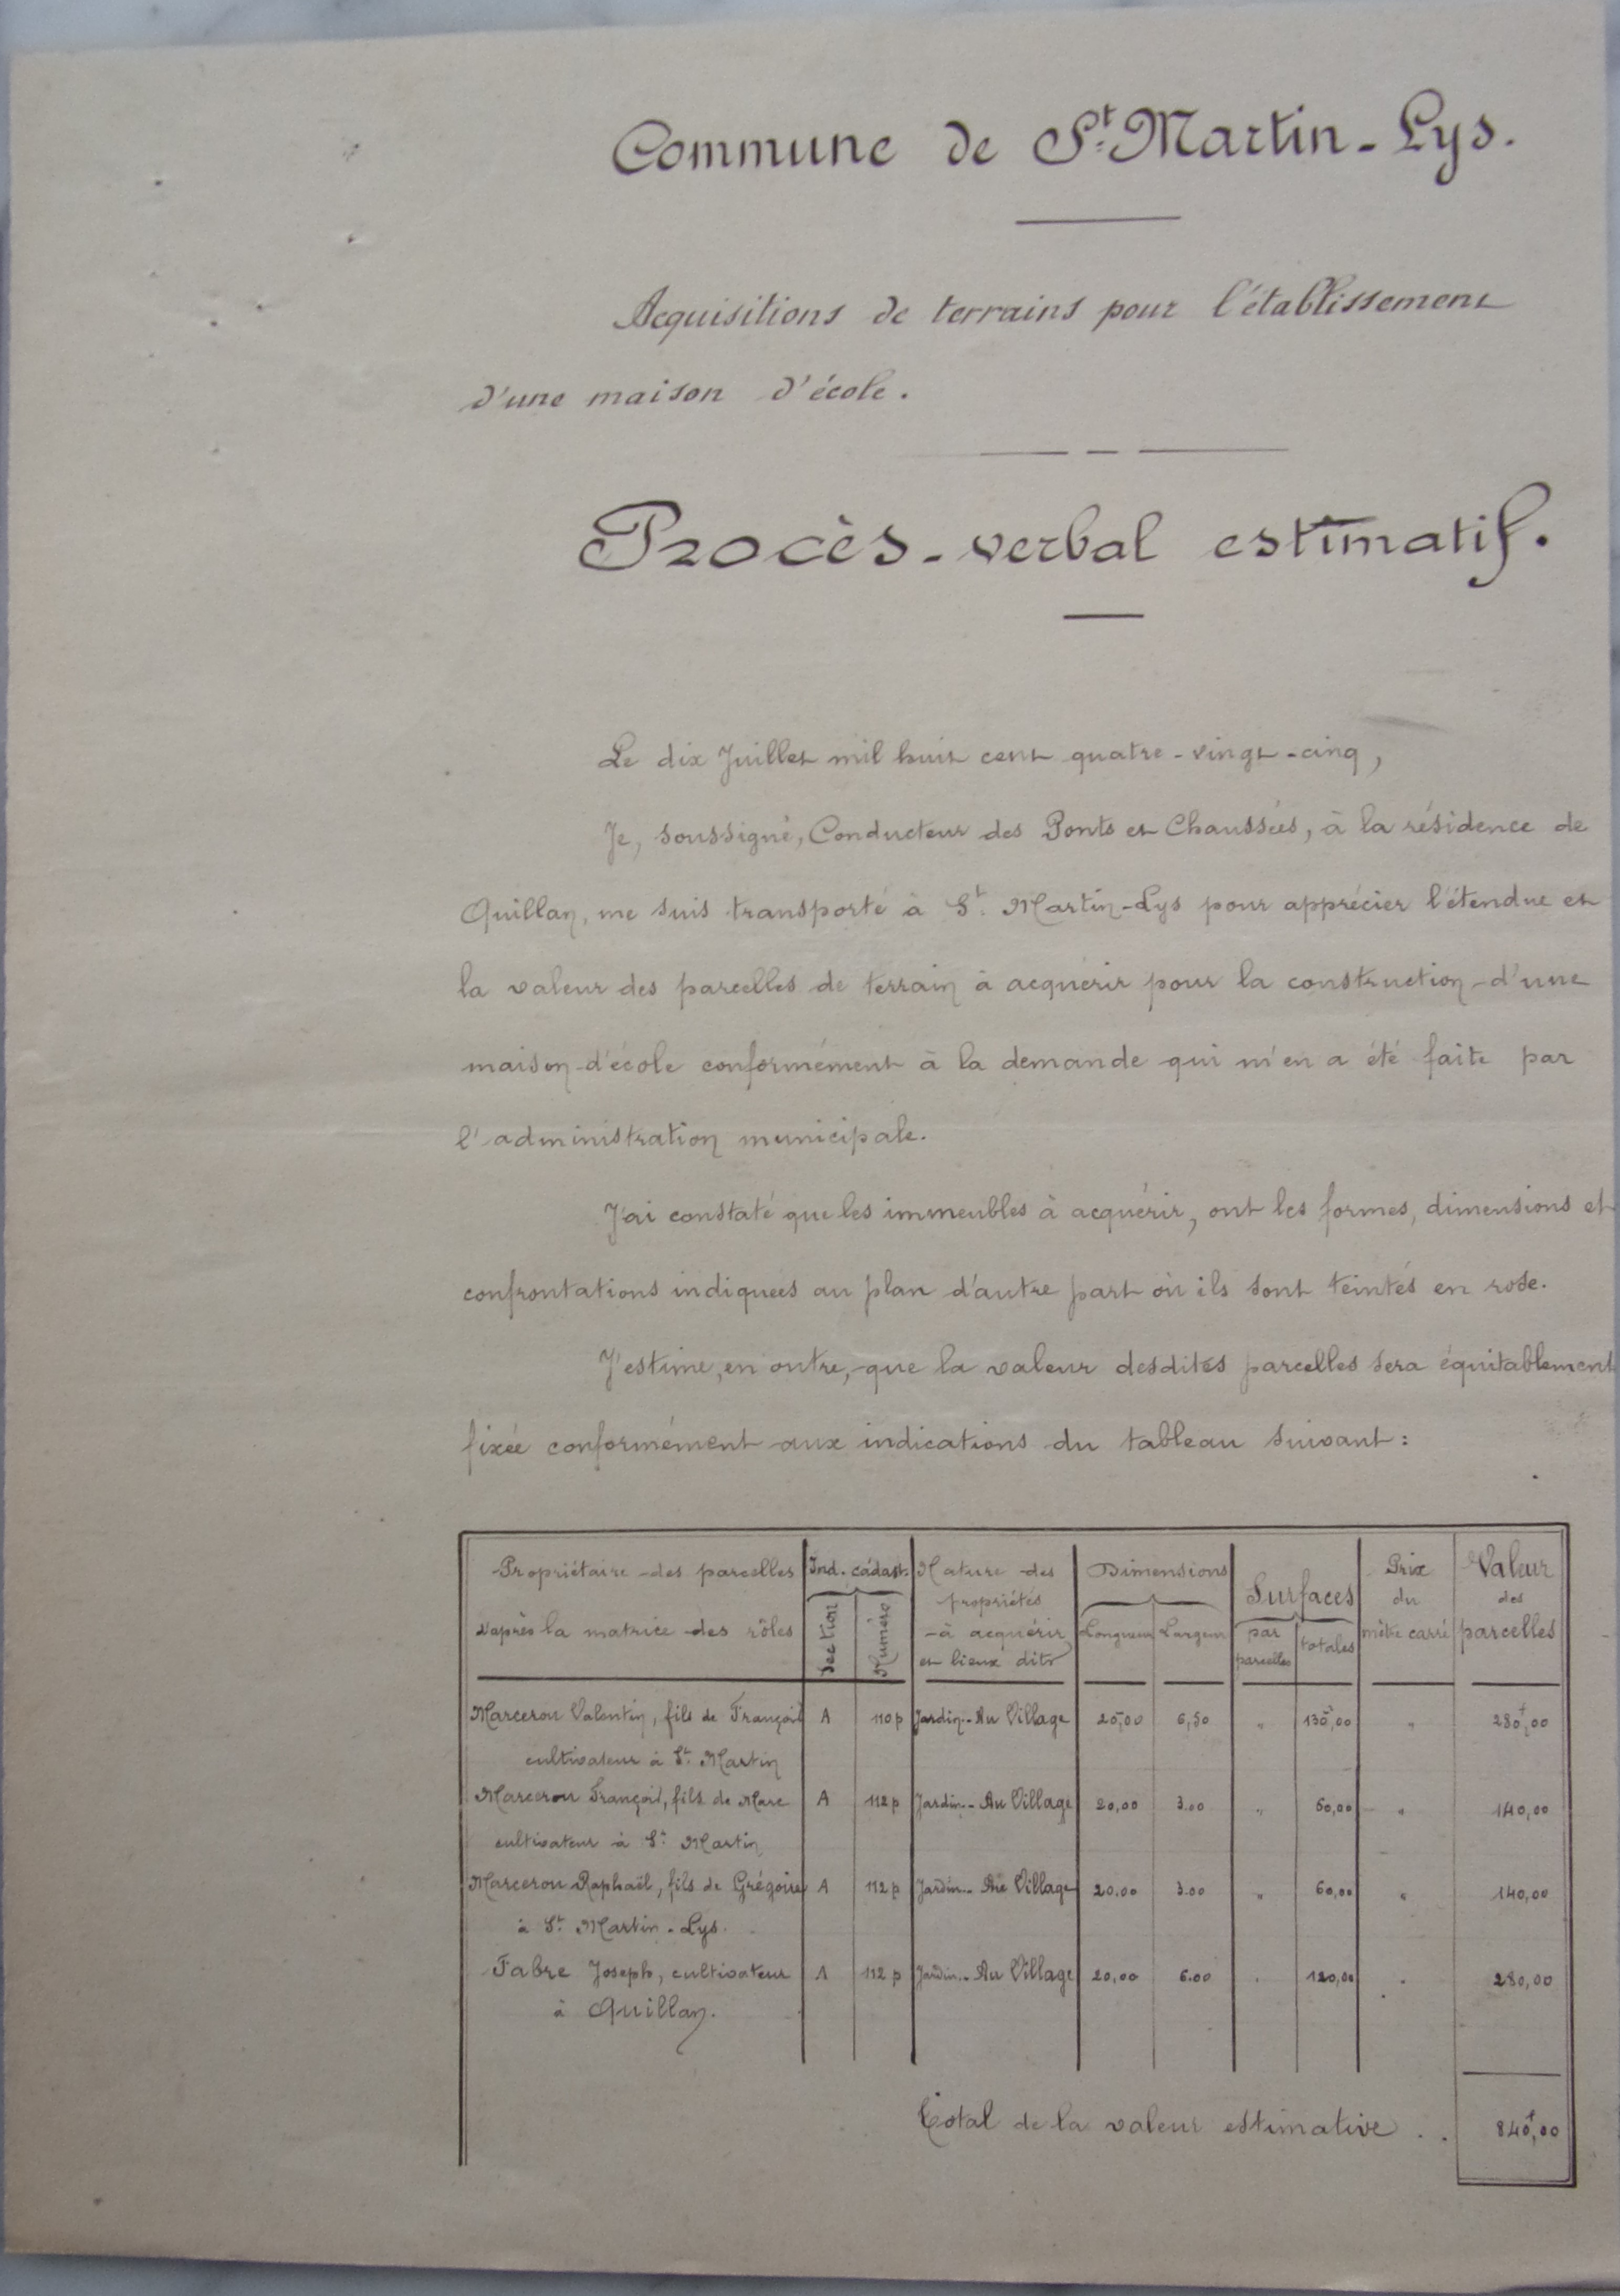 Commune de St. Martin-Lys.
Acquisitions de terrains pour l'établissement
d'une maison d'école.
Procès-verbal estimatif.
Le dix Juillet mil huit cent quatre-vingt-cinq,
Je, soussigné, Conducteur des Ponts et Chaussées, à la résidence de
Quillan, me suis transporté à St. Martin-Lys pour apprécier l'étendue et
la valeur des parcelles de terrain à acquérir pour la construction d'une
maison d'école conformément à la demande qui m'en a été faite par
l'administration municipale.
J'ai constaté que les immeubles à acquérir, ont les formes, dimensions et
confrontations indiquées au plan d'autre part où ils sont teintés en rose.
J'estime, en outre, que la valeur desdites parcelles sera équitablement
fixée conformément aux indications du tableau suivant :
Propriétaire des parcelles d'après la matrice des rôles
Ind. cadast.
Section
Numéro
Nature des propriétés à acquérir et lieux dits
Dimensions
Longueur
Largeur
Surfaces
par parcelles
totales
Prix du mètre carré
Valeur des parcelles
Marcerou Valentin, fils de François A 110 p Jardin.- Au Village 20,00 6,50 " 130,00 " 280f,00
cultivateur à St. Martin
Marcerou François, fils de Marc A 112 p Jardin.- Au Village 20,00 3.00 " 60,00 " 140,00
cultivateur à St. Martin
Marcerou Raphaël, fils de Grégoire A 112 p Jardin.- Au Village 20.00 3.00 " 60,00 " 140,00
à St. Martin-Lys.
Fabre Joseph, cultivateur A 112 p Jardin.- Au Village 20,00 6.00 " 120,00 " 280,00
à Quillan.
Total de la valeur estimative . . 840f,00